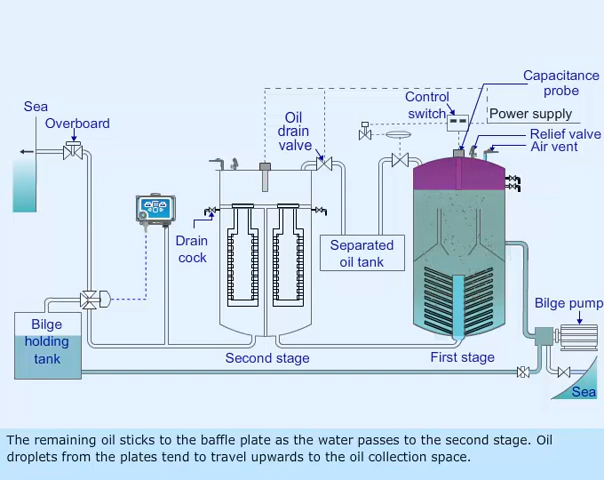 Capacitance
probe
Control
switch
Power supply
Sea
Overboard
Oil
drain
valve
Relief valve
Air vent
Drain
cock
Separated
oil tank
Bilge pump
Bilge
holding
tank
Second stage
First stage
Sea
The remaining oil sticks to the baffle plate as the water passes to the second stage. Oil
droplets from the plates tend to travel upwards to the oil collection space.